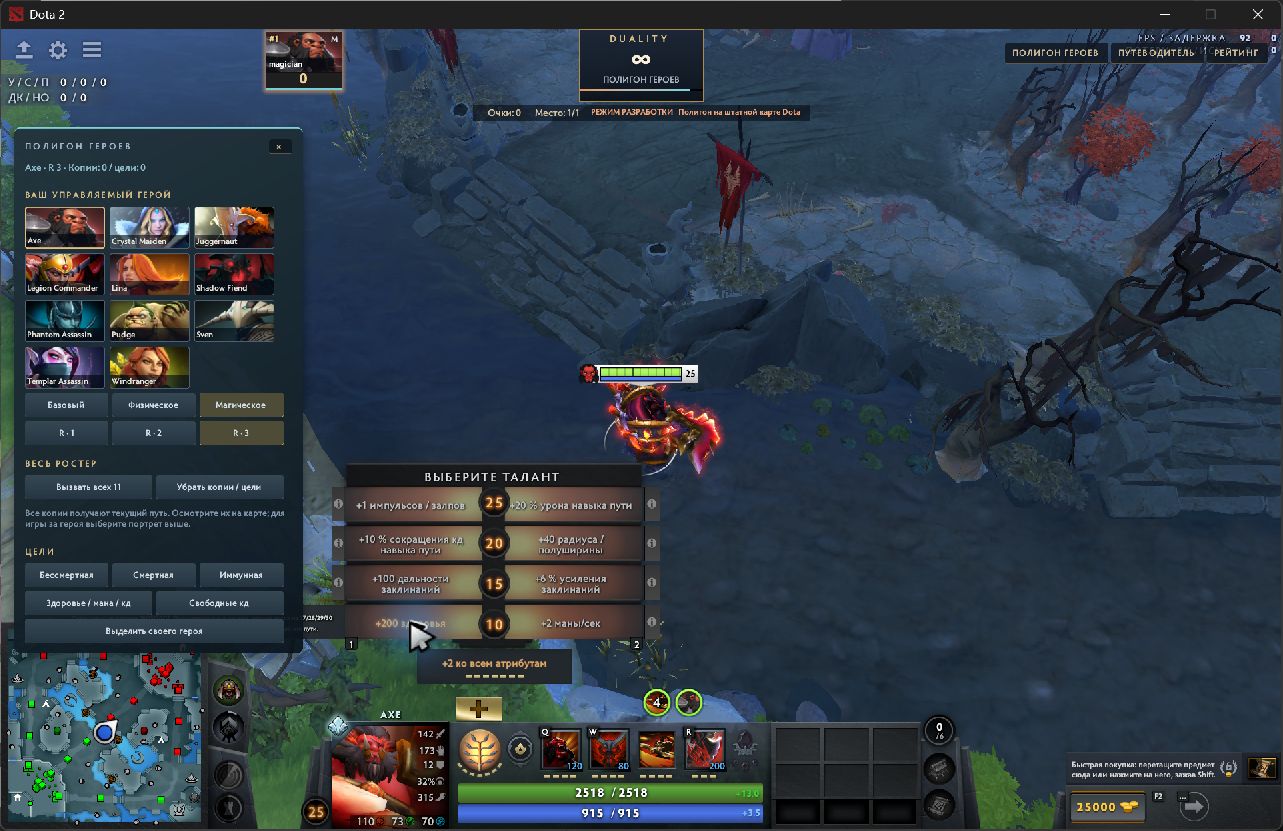 Dota 2
У/С/П 0 / 0 / 0
ДК/НО 0 / 0
#1 M
magician
0
DUALITY
∞
ПОЛИГОН ГЕРОЕВ
FPS / ЗАДЕРЖКА 92 0
ПОЛИГОН ГЕРОЕВ ПУТЕВОДИТЕЛЬ РЕЙТИНГ
Очки: 0 Место: 1/1 РЕЖИМ РАЗРАБОТКИ Полигон на штатной карте Dota
ПОЛИГОН ГЕРОЕВ
×
Axe · R 3 · Копии: 0 / цели: 0
ВАШ УПРАВЛЯЕМЫЙ ГЕРОЙ
Axe Crystal Maiden Juggernaut
Legion Commander Lina Shadow Fiend
Phantom Assassin Pudge Sven
Templar Assassin Windranger
Базовый Физическое Магическое
R · 1 R · 2 R · 3
ВЕСЬ РОСТЕР
Вызвать всех 11 Убрать копии / цели
Все копии получают текущий путь. Осмотрите их на карте; для
игры за героя выберите портрет выше.
ЦЕЛИ
Бессмертная Смертная Иммунная
Здоровье / мана / кд Свободные кд
Выделить своего героя
25
ВЫБЕРИТЕ ТАЛАНТ
+1 импульсов / залпов 25 +20 % урона навыка пути
+10 % сокращения кд
навыка пути
20
+40 радиуса /
полуширины
+100 дальности
заклинаний
15
+6 % усиления
заклинаний
+200 здоровья 10 +2 маны/сек
1 2
+2 ко всем атрибутам
4
AXE
142
173
12
32%
315
25
110 73 70
Q 120
W 80
R 200
2518 / 2518 +13.0
915 / 915 +3.5
0
/6
Быстрая покупка: перетащите предмет
сюда или нажмите на него, зажав Shift.
25000
F2